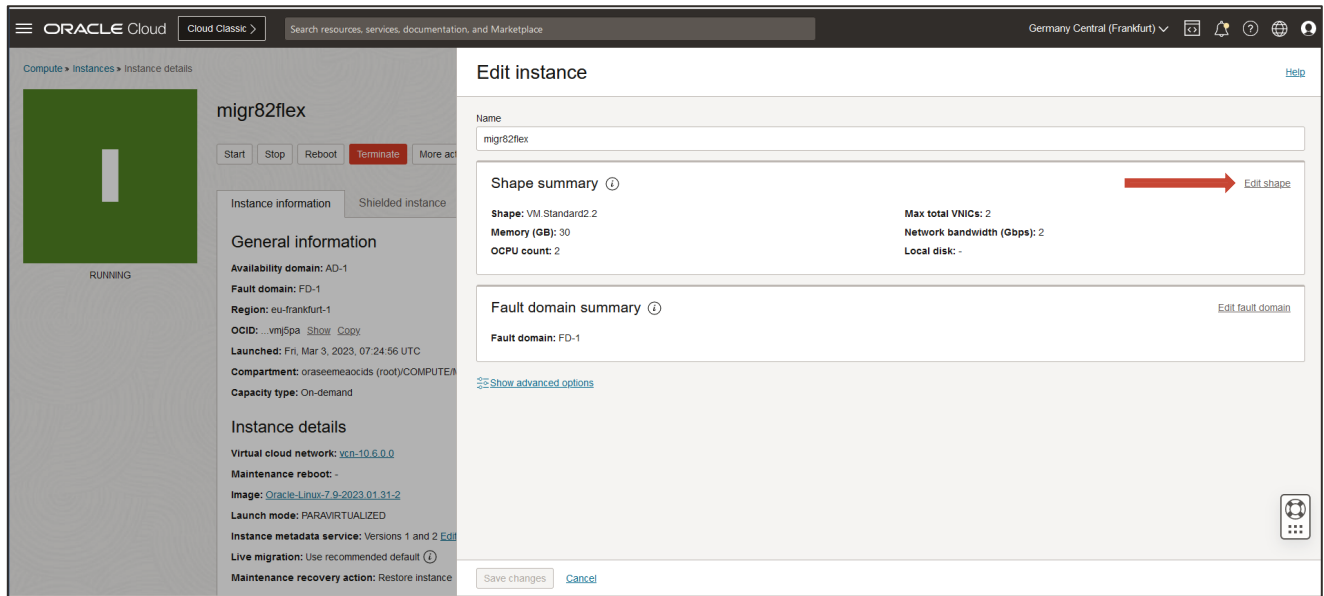 ORACLE Cloud
Cloud Classic >
Search resources, services, documentation, and Marketplace
Germany Central (Frankfurt)
Compute » Instances » Instance details
RUNNING
migr82flex
Start Stop Reboot Terminate More act
Instance information Shielded instance
General information
Availability domain: AD-1
Fault domain: FD-1
Region: eu-frankfurt-1
OCID: ...vmj5pa Show Copy
Launched: Fri, Mar 3, 2023, 07:24:56 UTC
Compartment: oraseemeaocids (root)/COMPUTE/
Capacity type: On-demand
Instance details
Virtual cloud network: vcn-10.6.0.0
Maintenance reboot: -
Image: Oracle-Linux-7.9-2023.01.31-2
Launch mode: PARAVIRTUALIZED
Instance metadata service: Versions 1 and 2 Edit
Live migration: Use recommended default
Maintenance recovery action: Restore instance
Edit instance
Help
Name
migr82flex
Shape summary
Edit shape
Shape: VM.Standard2.2
Memory (GB): 30
OCPU count: 2
Max total VNICs: 2
Network bandwidth (Gbps): 2
Local disk: -
Fault domain summary
Edit fault domain
Fault domain: FD-1
Show advanced options
Save changes Cancel